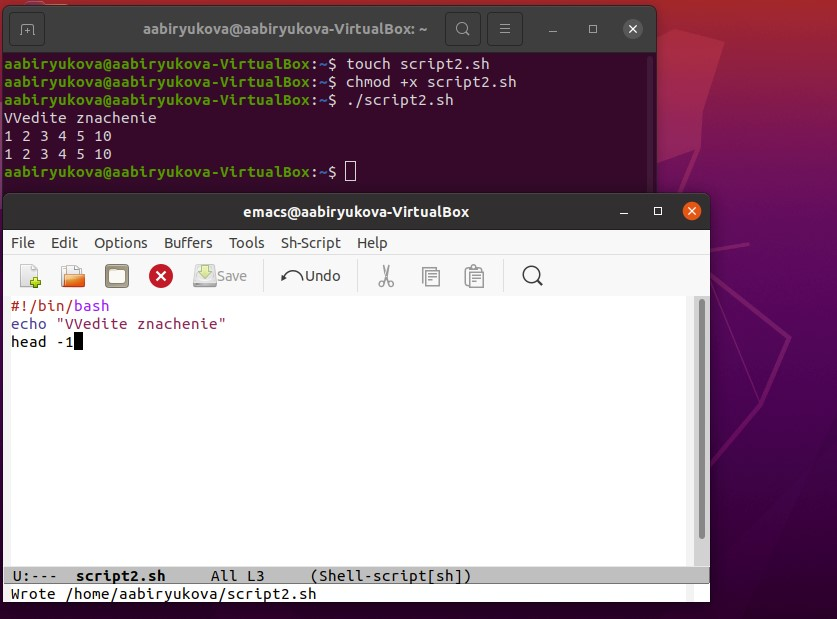 aabiryukova@aabiryukova-VirtualBox: ~
aabiryukova@aabiryukova-VirtualBox:~$ touch script2.sh
aabiryukova@aabiryukova-VirtualBox:~$ chmod +x script2.sh
aabiryukova@aabiryukova-VirtualBox:~$ ./script2.sh
VVedite znachenie
1 2 3 4 5 10
1 2 3 4 5 10
aabiryukova@aabiryukova-VirtualBox:~$
emacs@aabiryukova-VirtualBox
File Edit Options Buffers Tools Sh-Script Help
Save Undo
#!/bin/bash
echo "VVedite znachenie"
head -1
U:--- script2.sh All L3 (Shell-script[sh])
Wrote /home/aabiryukova/script2.sh